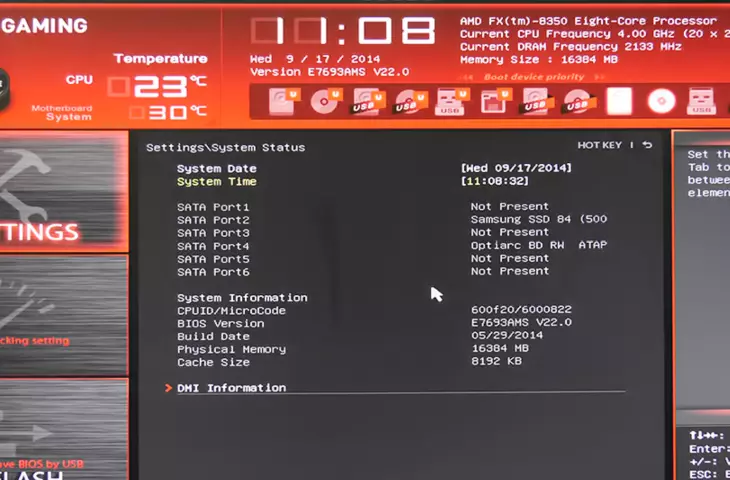 GAMING
11:08
AMD FX(tm)-8350 Eight-Core Processor
Current CPU Frequency 4.00 GHz (20 x 2
Current DRAM Frequency 2133 MHz
Memory Size : 16384 MB
Wed 9 / 17 / 2014
Version E7693AMS V22.0
Boot device priority
Temperature
CPU 23°C
Motherboard
System 30°C
U U U U U U U U
USB USB USB USB USB USB
Settings\System Status
HOT KEY
System Date [Wed 09/17/2014]
System Time [11:08:32]
SATA Port1 Not Present
SATA Port2 Samsung SSD 84 (500
SATA Port3 Not Present
SATA Port4 Optiarc BD RW ATAP
SATA Port5 Not Present
SATA Port6 Not Present
System Information
CPUID/MicroCode 600f20/6000822
BIOS Version E7693AMS V22.0
Build Date 05/29/2014
Physical Memory 16384 MB
Cache Size 8192 KB
> DMI Information
TINGS
cking setting
ave BIOS by USB
LASH
Set th
Tab to
betwee
elemen
↑↓→←:
Enter:
+/-: V
ESC: E